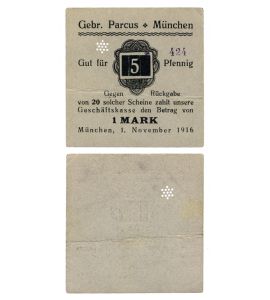 Gebr. Parcus ✦ München
424
Gut für 5 Pfennig
Gegen Rückgabe
von 20 solcher Scheine zahlt unsere
Geschäftskasse den Betrag von
1 MARK
München, 1. November 1916